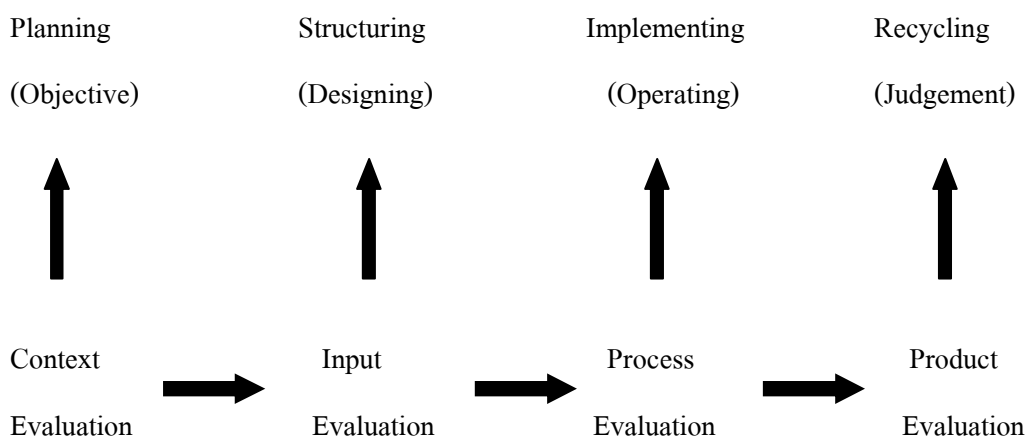 Planning Structuring Implementing Recycling
(Objective) (Designing) (Operating) (Judgement)
Context Input Process Product
Evaluation Evaluation Evaluation Evaluation